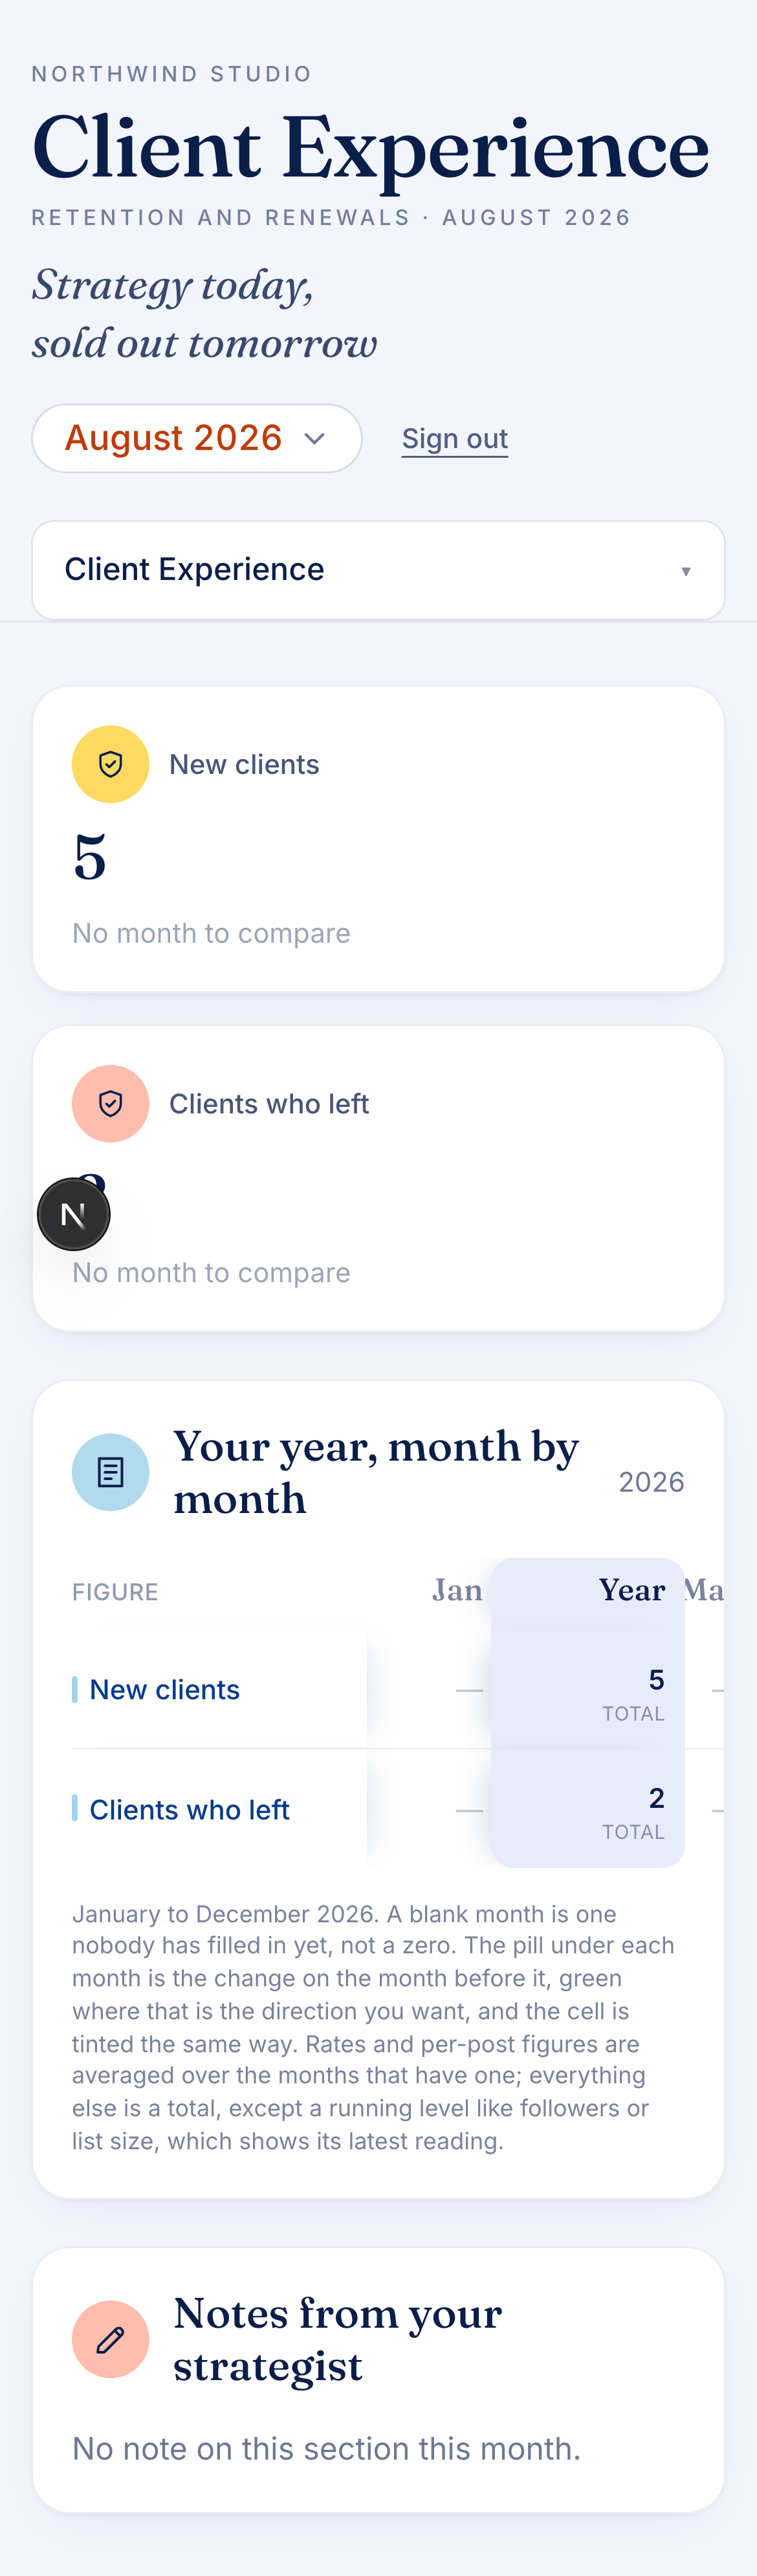 NORTHWIND STUDIO
Client Experience
RETENTION AND RENEWALS · AUGUST 2026
Strategy today,
sold out tomorrow
August 2026
Sign out
Client Experience
New clients
5
No month to compare
Clients who left
N
No month to compare
Your year, month by
month
2026
FIGURE Jan Year Ma
New clients — 5 —
TOTAL
Clients who left — 2 —
TOTAL
January to December 2026. A blank month is one
nobody has filled in yet, not a zero. The pill under each
month is the change on the month before it, green
where that is the direction you want, and the cell is
tinted the same way. Rates and per-post figures are
averaged over the months that have one; everything
else is a total, except a running level like followers or
list size, which shows its latest reading.
Notes from your
strategist
No note on this section this month.